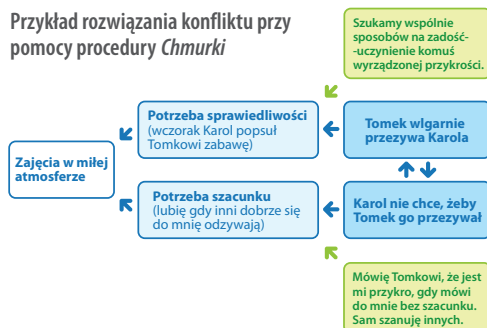 Przykład rozwiązania konfliktu przy
pomocy procedury Chmurki
Szukamy wspólnie
sposobów na zadość-
-uczynienie komuś
wyrządzonej przykrości.
Potrzeba sprawiedliwości
(wczorak Karol popsuł
Tomkowi zabawę)
Tomek wlgarnie
przezywa Karola
Zajęcia w miłej
atmosferze
Potrzeba szacunku
(lubię gdy inni dobrze się
do mnie odzywają)
Karol nie chce, żeby
Tomek go przezywał
Mówię Tomkowi, że jest
mi przykro, gdy mówi
do mnie bez szacunku.
Sam szanuję innych.